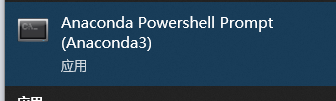 Anaconda Powershell Prompt
(Anaconda3)
应用